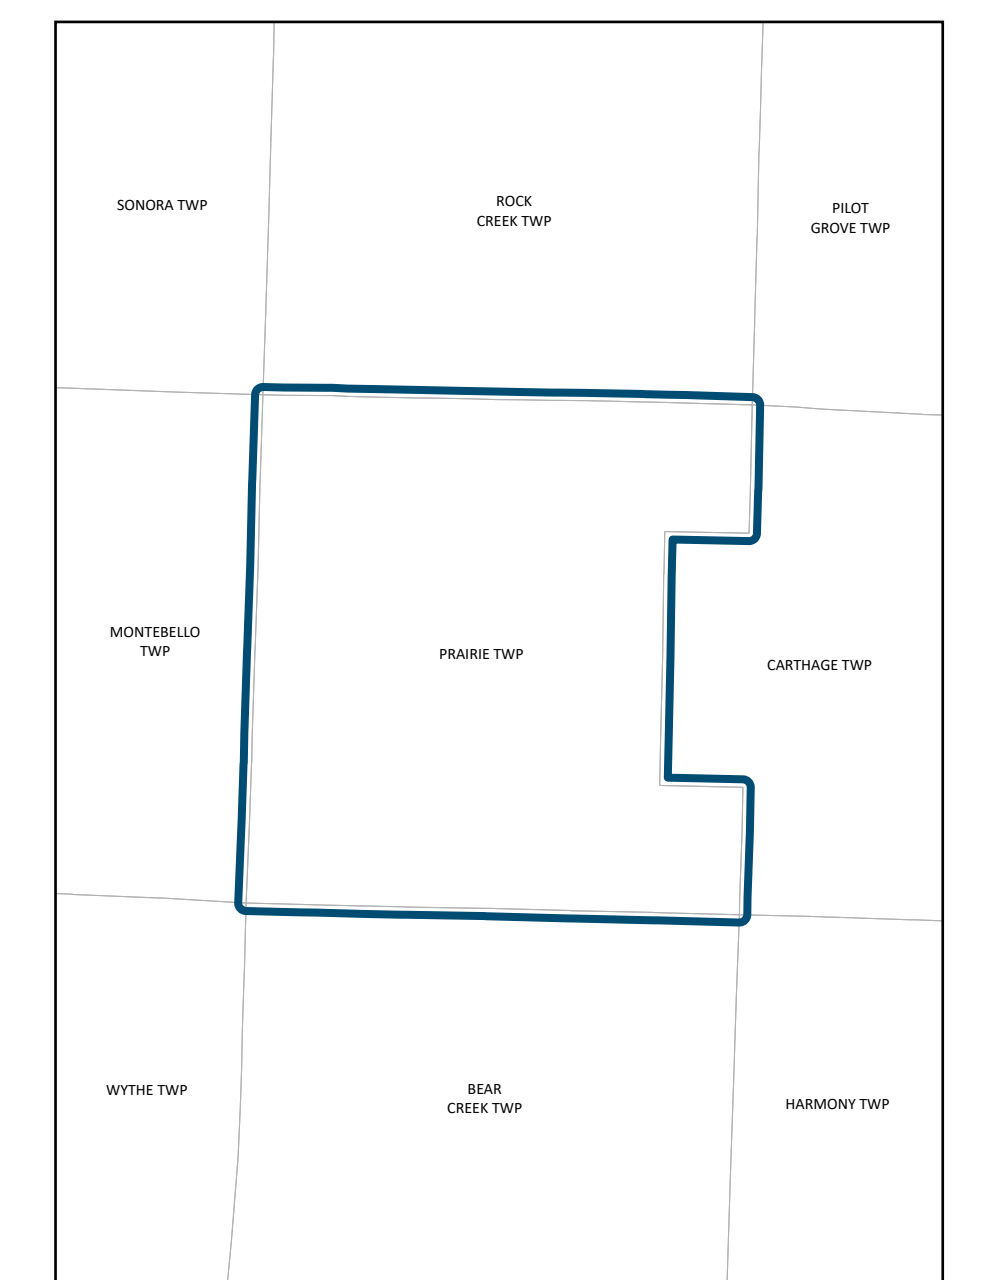 SONORA TWP
ROCK
CREEK TWP
PILOT
GROVE TWP
MONTEBELLO
TWP
PRAIRIE TWP
CARTHAGE TWP
WYTHE TWP
BEAR
CREEK TWP
HARMONY TWP